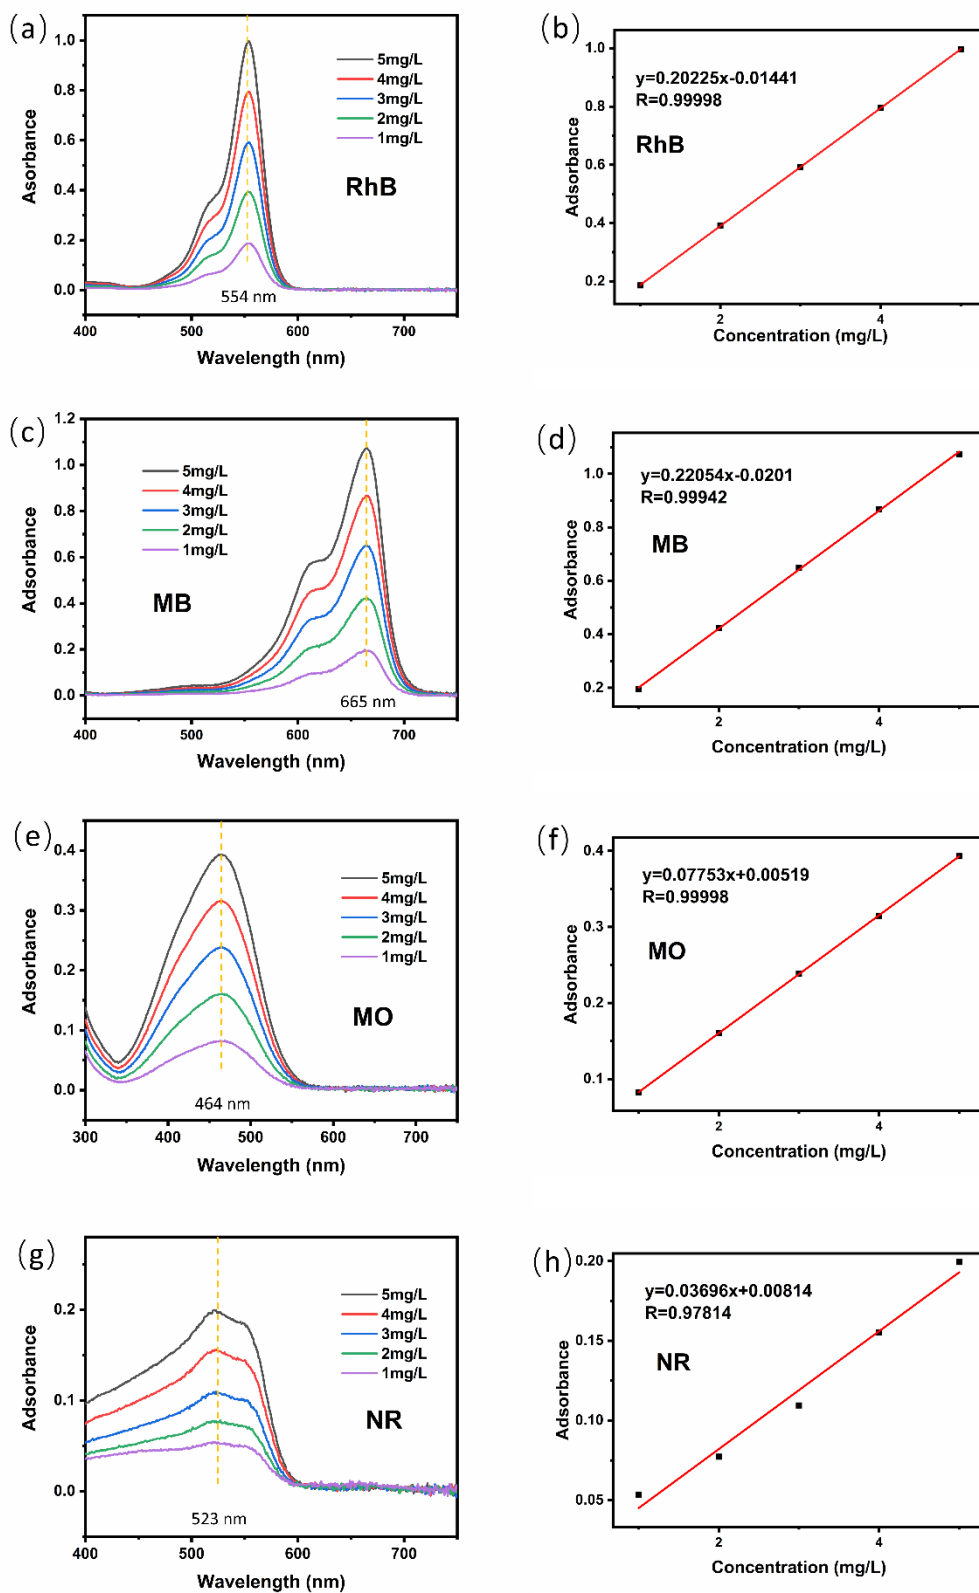 (a)
1.0
0.8
0.6
0.4
0.2
0.0
Asorbance
5mg/L
4mg/L
3mg/L
2mg/L
1mg/L
RhB
554 nm
400
500
600
700
Wavelength (nm)
(b)
1.0
0.8
0.6
0.4
0.2
Adsorbance
y=0.20225x-0.01441
R=0.99998
RhB
2
4
Concentration (mg/L)
(c)
1.2
1.0
0.8
0.6
0.4
0.2
0.0
Adsorbance
5mg/L
4mg/L
3mg/L
2mg/L
1mg/L
MB
665 nm
400
500
600
700
Wavelength (nm)
(d)
1.0
0.8
0.6
0.4
0.2
Adsorbance
y=0.22054x-0.0201
R=0.99942
MB
2
4
Concentration (mg/L)
(e)
0.4
0.3
0.2
0.1
0.0
Adsorbance
5mg/L
4mg/L
3mg/L
2mg/L
1mg/L
MO
464 nm
300
400
500
600
700
Wavelength (nm)
(f)
0.4
0.3
0.2
0.1
Adsorbance
y=0.07753x+0.00519
R=0.99998
MO
2
4
Concentration (mg/L)
(g)
0.2
0.1
0.0
Adsorbance
5mg/L
4mg/L
3mg/L
2mg/L
1mg/L
NR
523 nm
400
500
600
700
Wavelength (nm)
(h)
0.20
0.15
0.10
0.05
Adsorbance
y=0.03696x+0.00814
R=0.97814
NR
2
4
Concentration (mg/L)